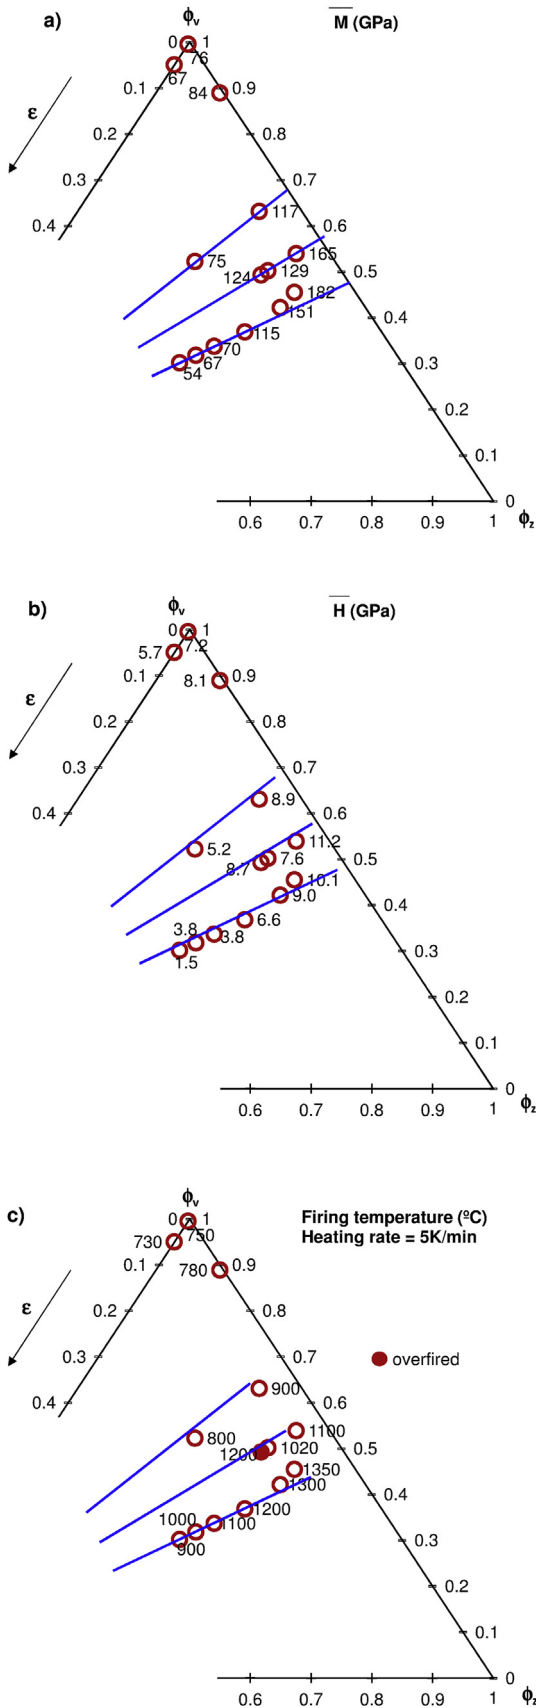 a)
ϕv
M (GPa)
0 1
76
67
0.1 84 0.9
ε
0.2 0.8
0.3 0.7
117
0.4 0.6
75 165
124 129 0.5
182
151 0.4
115
70
67 0.3
54
0.2
0.1
0
0.6 0.7 0.8 0.9 1 ϕz
b)
ϕv
H (GPa)
0 1
5.7 7.2
0.1 8.1 0.9
ε
0.2 0.8
0.3 0.7
8.9
0.4 0.6
5.2 11.2
8.7 7.6 0.5
10.1
9.0
6.6 0.4
3.8 3.8
1.5 0.3
0.2
0.1
0
0.6 0.7 0.8 0.9 1 ϕz
c)
ϕv
Firing temperature (ºC)
Heating rate = 5K/min
0 1
730 750
0.1 780 0.9
ε
0.2 0.8
0.3 0.7
overfired
900
0.4 0.6
800 1100
1200 1020 0.5
1350
1300
1200 0.4
1000 1100
900 0.3
0.2
0.1
0
0.6 0.7 0.8 0.9 1 ϕz